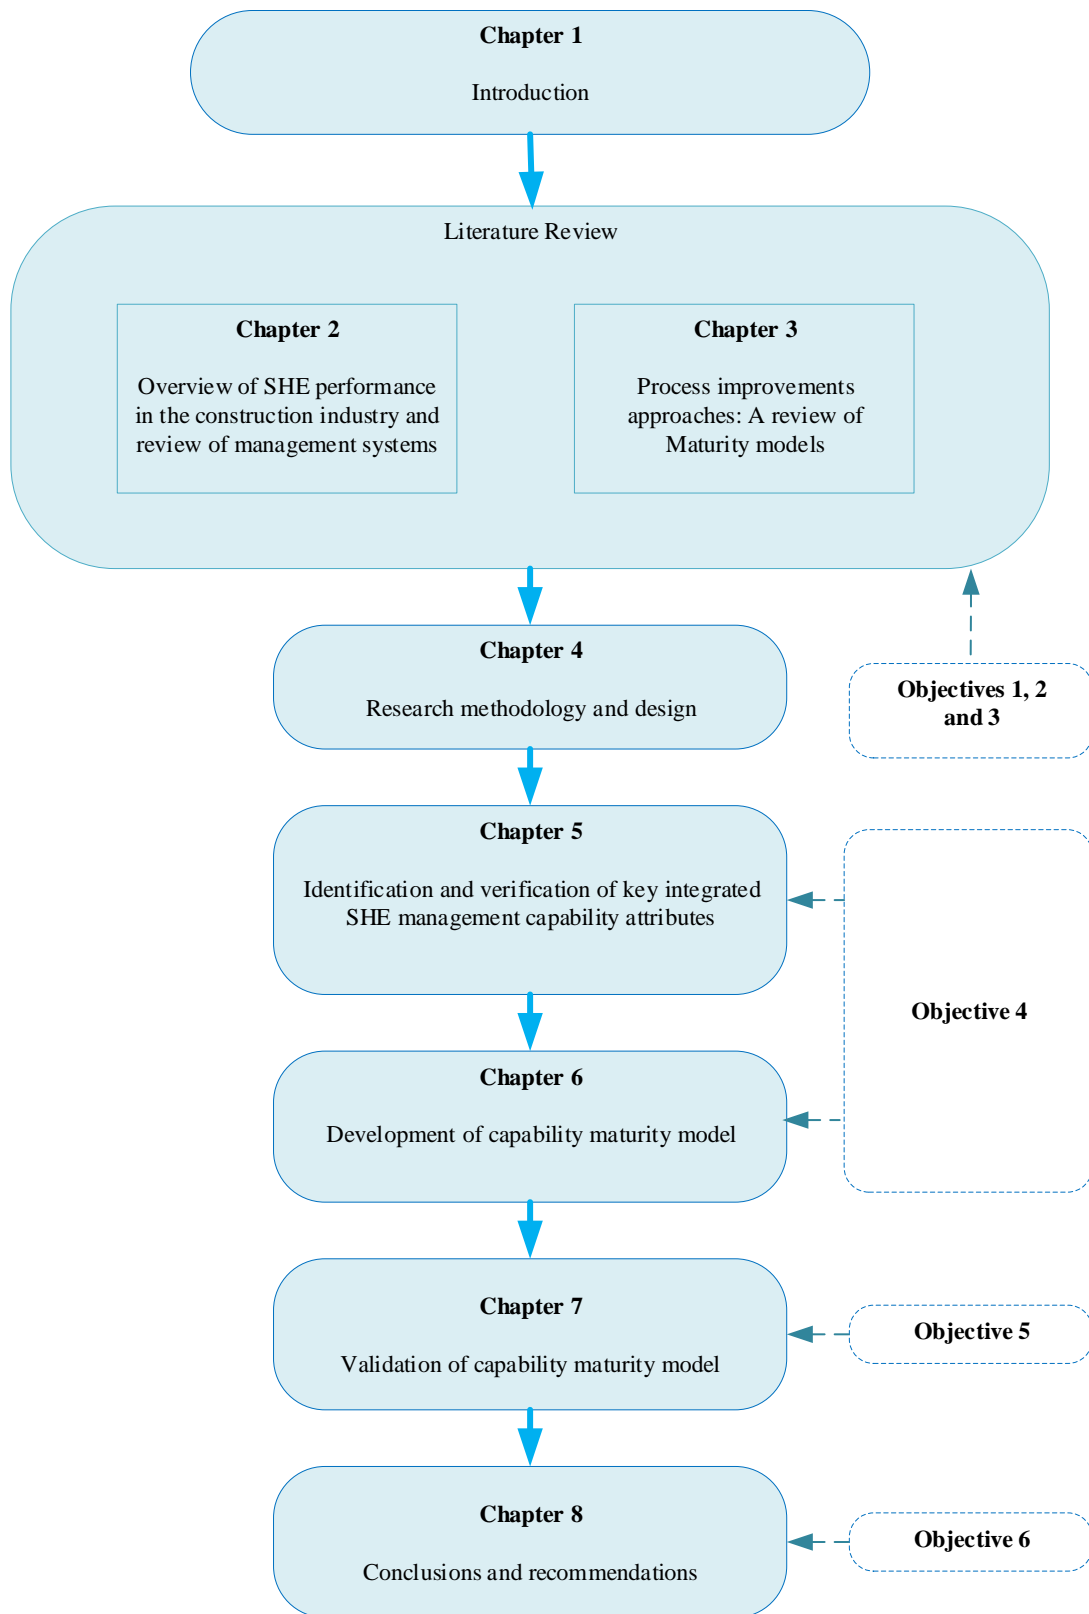 Chapter 1
Introduction
Literature Review
Chapter 2
Overview of SHE performance
in the construction industry and
review of management systems
Chapter 3
Process improvements
approaches: A review of
Maturity models
Chapter 4
Research methodology and design
Objectives 1, 2
and 3
Chapter 5
Identification and verification of key integrated
SHE management capability attributes
Objective 4
Chapter 6
Development of capability maturity model
Chapter 7
Validation of capability maturity model
Objective 5
Chapter 8
Conclusions and recommendations
Objective 6